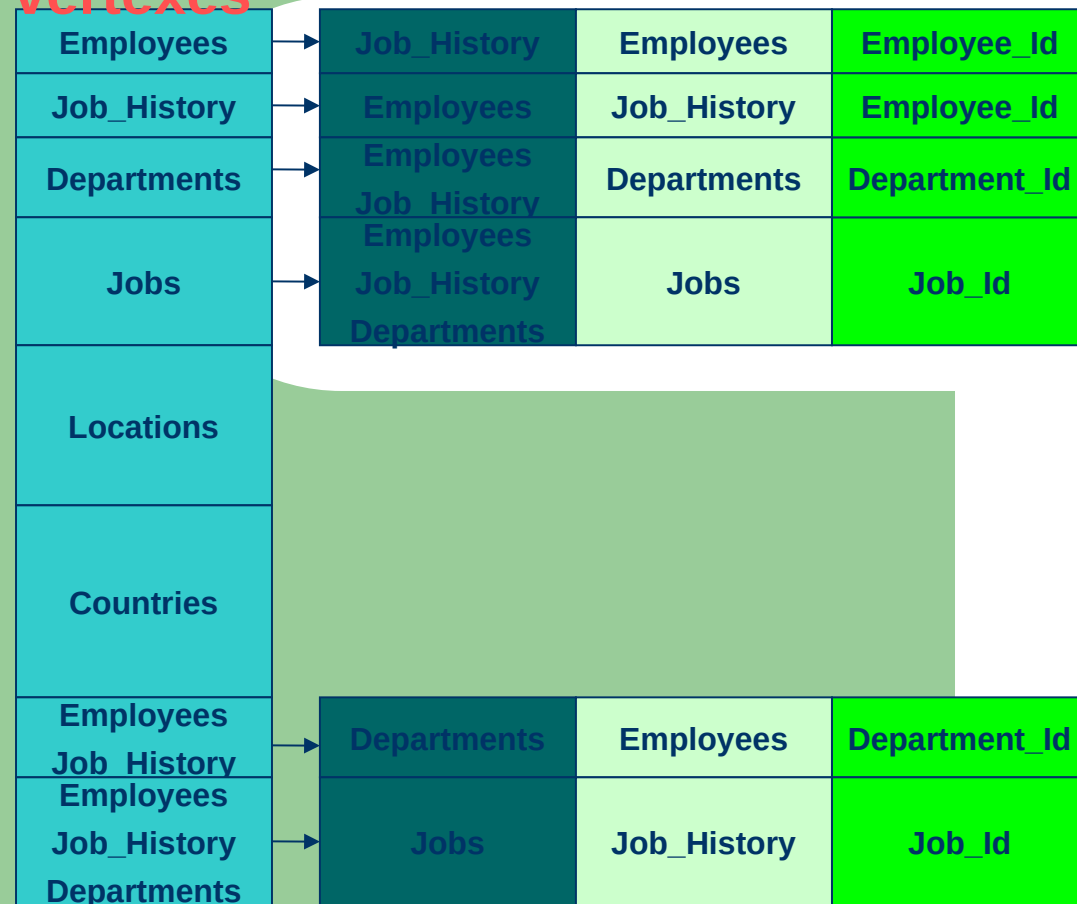 Vertexes
Employees Job_History Employees Employee_Id
Job_History Employees Job_History Employee_Id
Departments Employees Job_History Departments Department_Id
Jobs Employees Job_History Departments Jobs Job_Id
Locations
Countries
Employees Job_History Departments Employees Department_Id
Employees Job_History Departments Jobs Job_History Job_Id